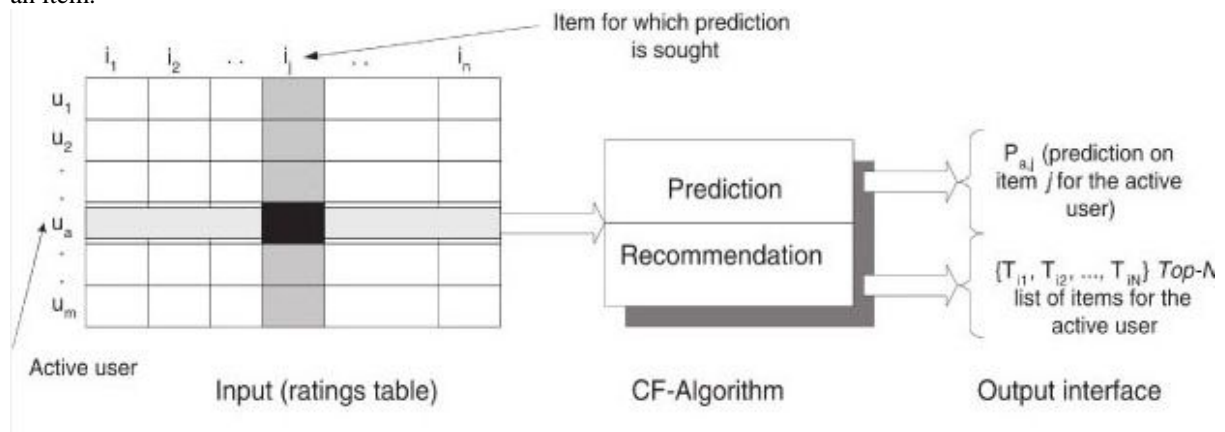 an item.
Item for which prediction
is sought
i1 i2 . . ij . . in
u1
u2
.
.
ua
.
.
um
Active user
Prediction
Recommendation
Pa,j (prediction on
item j for the active
user)
{Ti1, Ti2, ..., TiN} Top-N
list of items for the
active user
Input (ratings table)
CF-Algorithm
Output interface